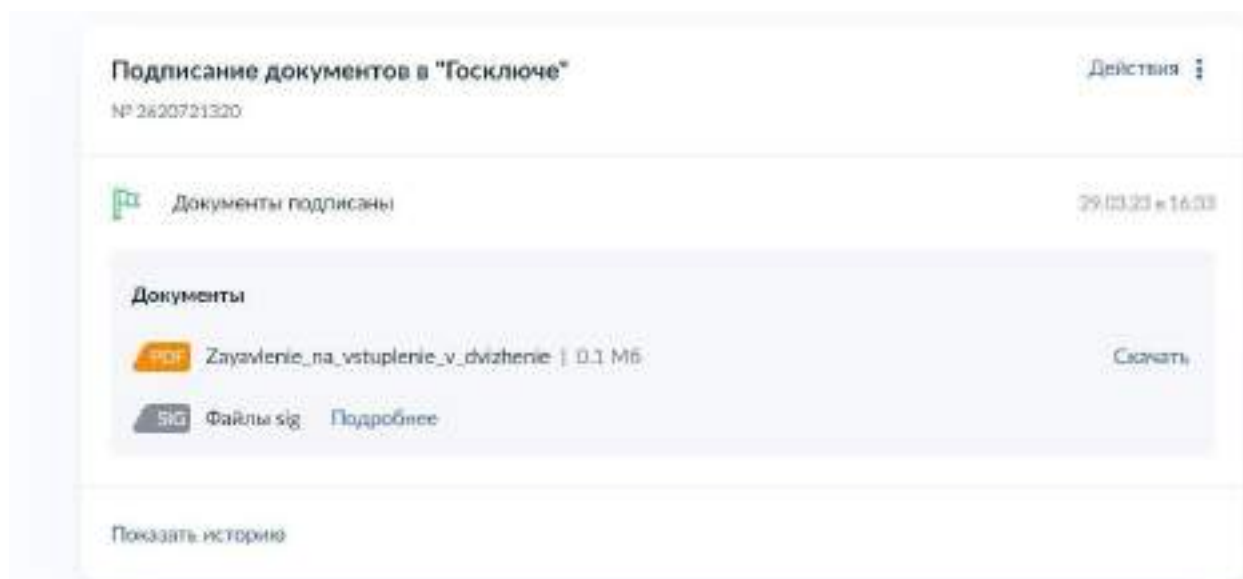 Подписание документов в "Госключе"
Действия
№ 2620721320
Документы подписаны
29.03.23 в 16:33
Документы
PDF Zayavlenie_na_vstuplenie_v_dvizhenie | 0.1 Мб
Скачать
SIG Файлы sig Подробнее
Показать историю